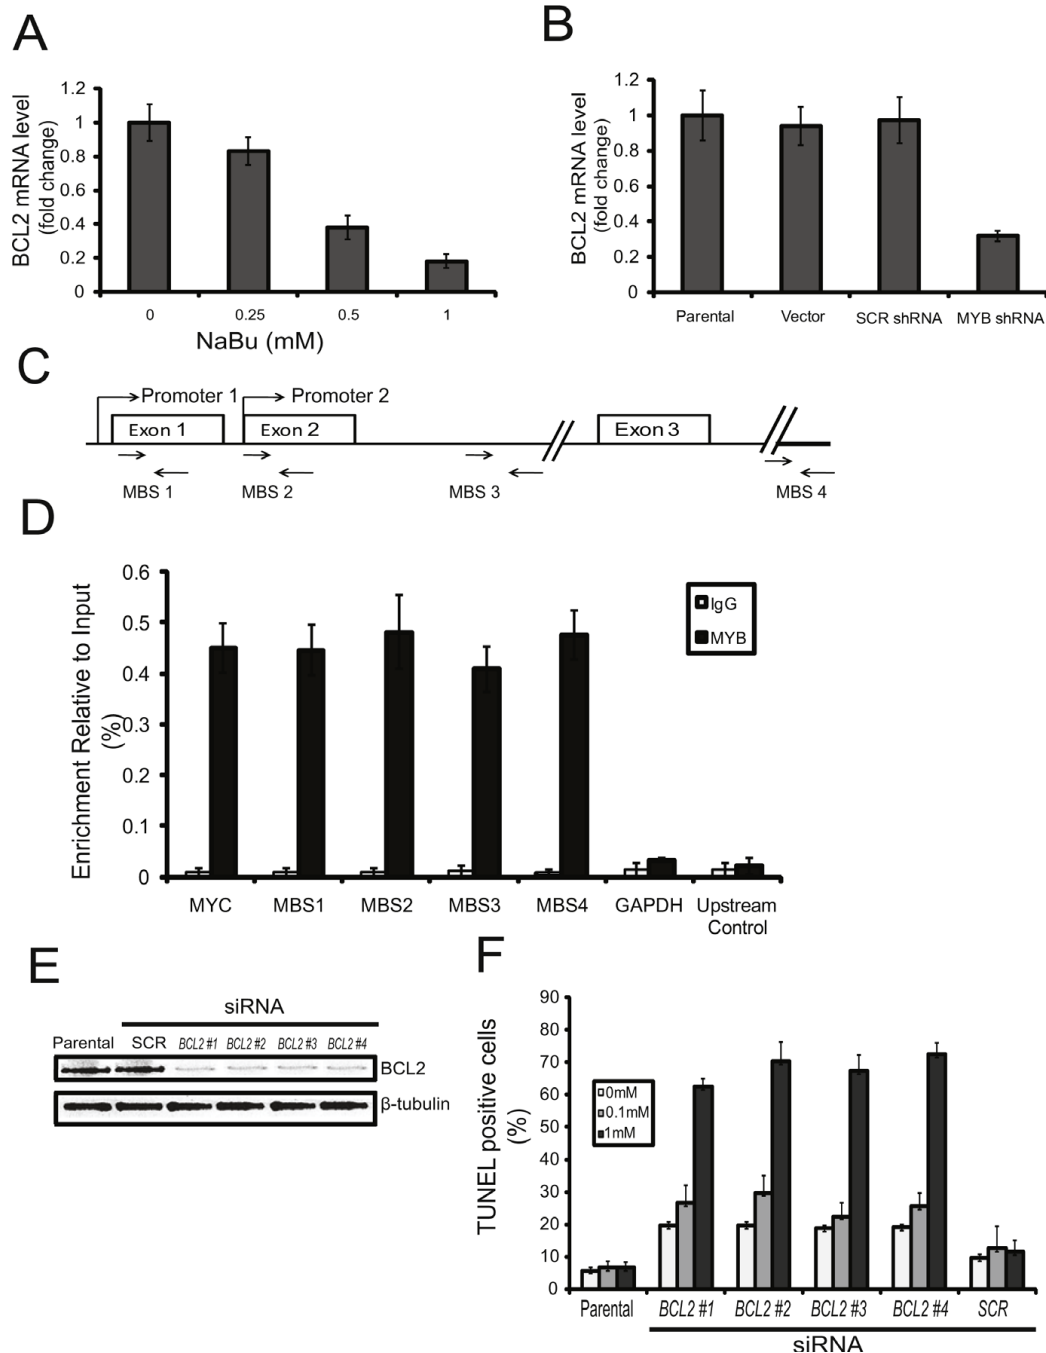 A
BCL2 mRNA level
(fold change)
1.2
1
0.8
0.6
0.4
0.2
0
0 0.25 0.5 1
NaBu (mM)
B
BCL2 mRNA level
(fold change)
1.2
1
0.8
0.6
0.4
0.2
0
Parental Vector SCR shRNA MYB shRNA
C
Promoter 1 Promoter 2
Exon 1 Exon 2 Exon 3
MBS 1 MBS 2 MBS 3 MBS 4
D
Enrichment Relative to Input
(%)
0.6
0.5
0.4
0.3
0.2
0.1
0
IgG
MYB
MYC MBS1 MBS2 MBS3 MBS4 GAPDH Upstream
Control
E
siRNA
Parental SCR BCL2 #1 BCL2 #2 BCL2 #3 BCL2 #4
BCL2
β-tubulin
F
TUNEL positive cells
(%)
90
80
70
60
50
40
30
20
10
0
0mM
0.1mM
1mM
Parental BCL2 #1 BCL2 #2 BCL2 #3 BCL2 #4 SCR
siRNA